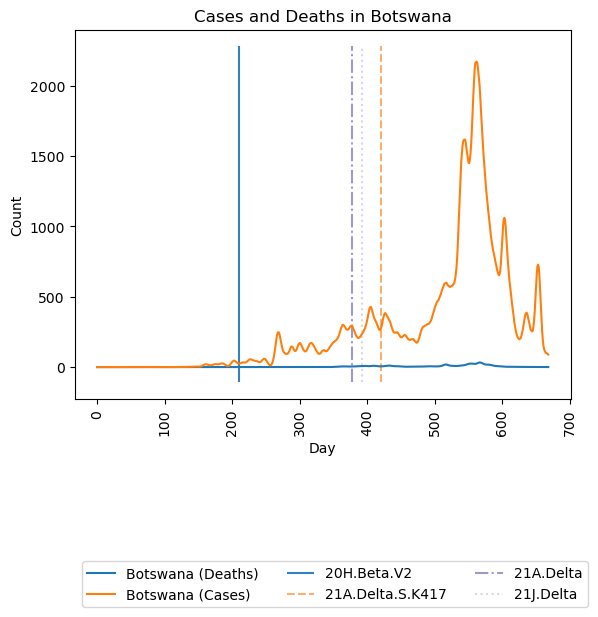 Cases and Deaths in Botswana
Count
2000
1500
1000
500
0
0 100 200 300 400 500 600 700
Day
Botswana (Deaths) 20H.Beta.V2 21A.Delta
Botswana (Cases) 21A.Delta.S.K417 21J.Delta